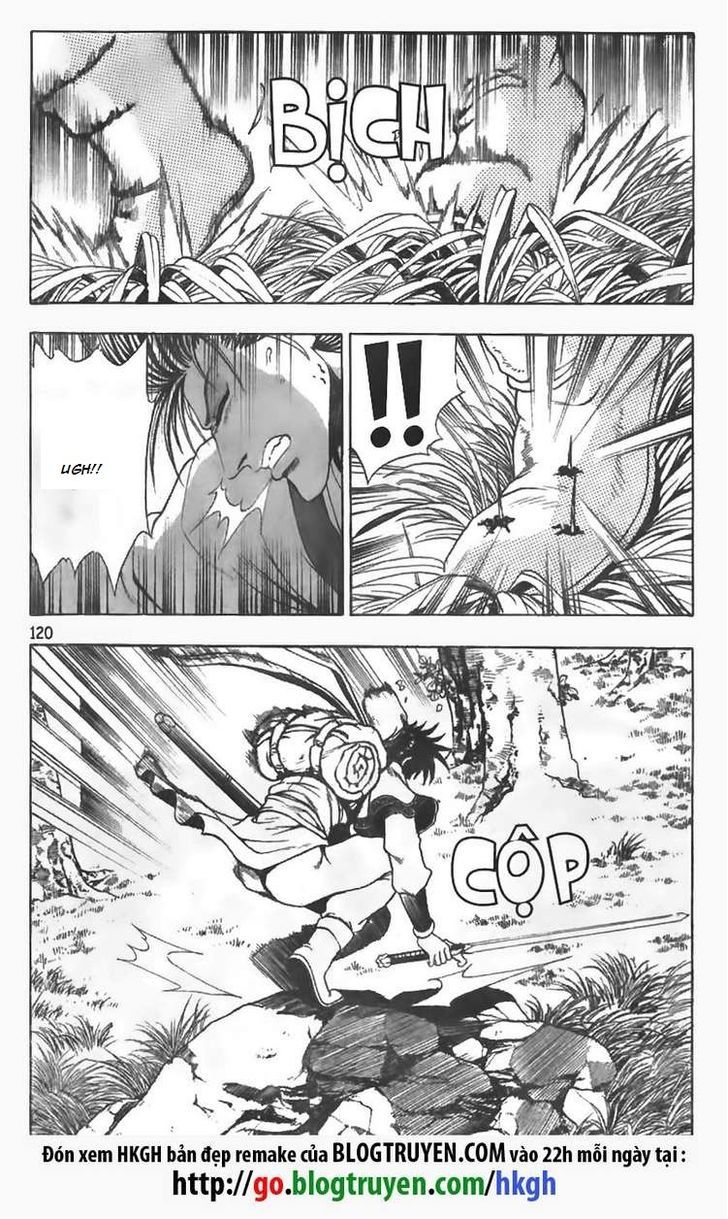 BỊCH
UGH!!
!!
120
CỘP
Đón xem HKGH bản đẹp remake của BLOGTRUYEN.COM vào 22h mỗi ngày tại :
http://go.blogtruyen.com/hkgh